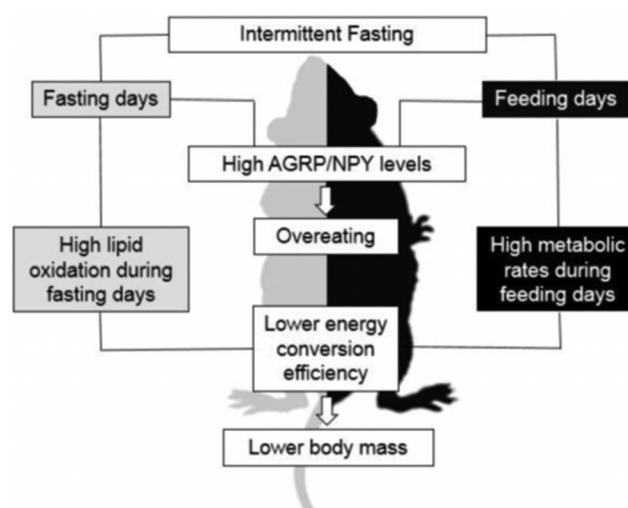 Intermittent Fasting
Fasting days
Feeding days
High AGRP/NPY levels
Overeating
High lipid
oxidation during
fasting days
High metabolic
rates during
feeding days
Lower energy
conversion
efficiency
Lower body mass